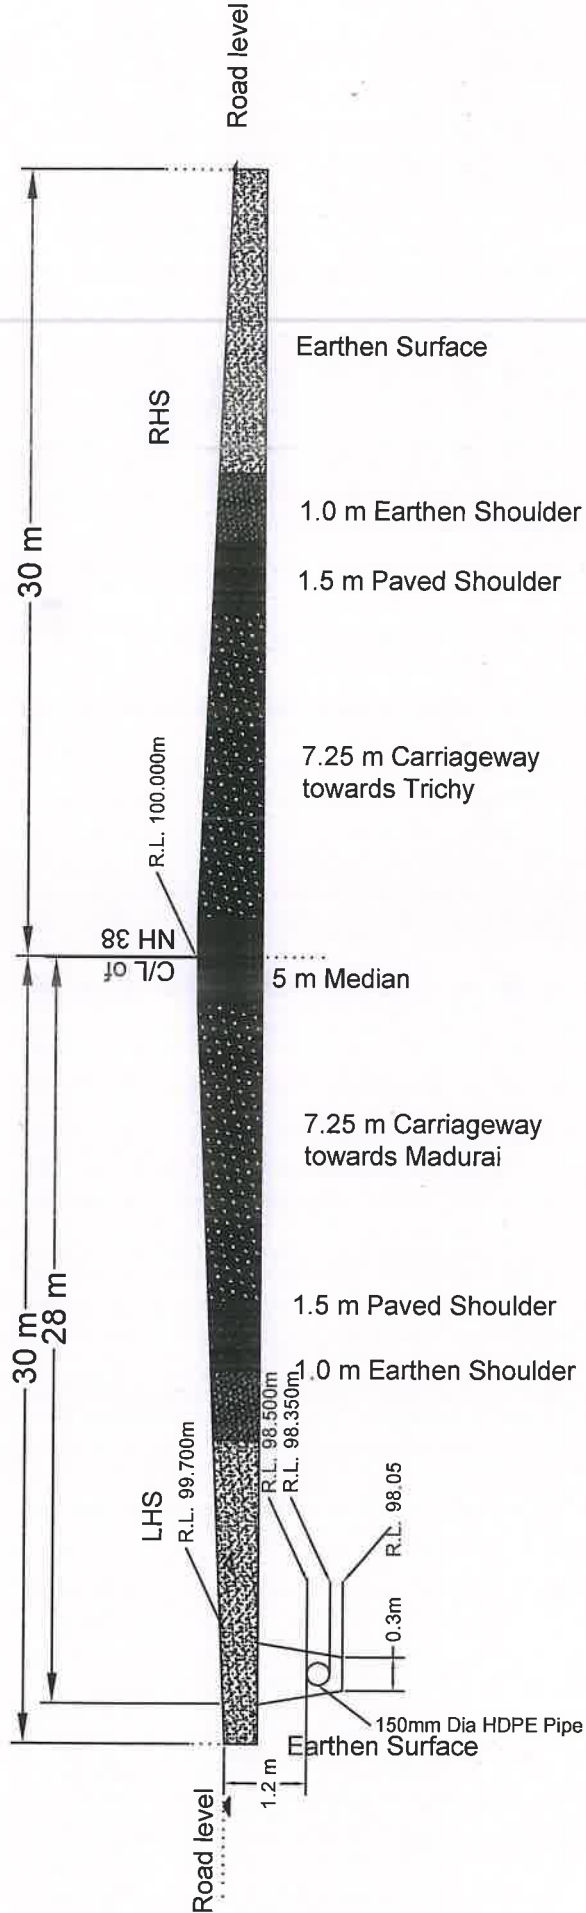 Road level
30 m
RHS
Earthen Surface
1.0 m Earthen Shoulder
1.5 m Paved Shoulder
7.25 m Carriageway
towards Trichy
R.L. 100.000m
C/L of
NH 38
5 m Median
7.25 m Carriageway
towards Madurai
30 m
28 m
1.5 m Paved Shoulder
1.0 m Earthen Shoulder
LHS
R.L. 99.700m
R.L. 98.500m
R.L. 98.350m
R.L. 98.05
0.3m
150mm Dia HDPE Pipe
Earthen Surface
1.2 m
Road level